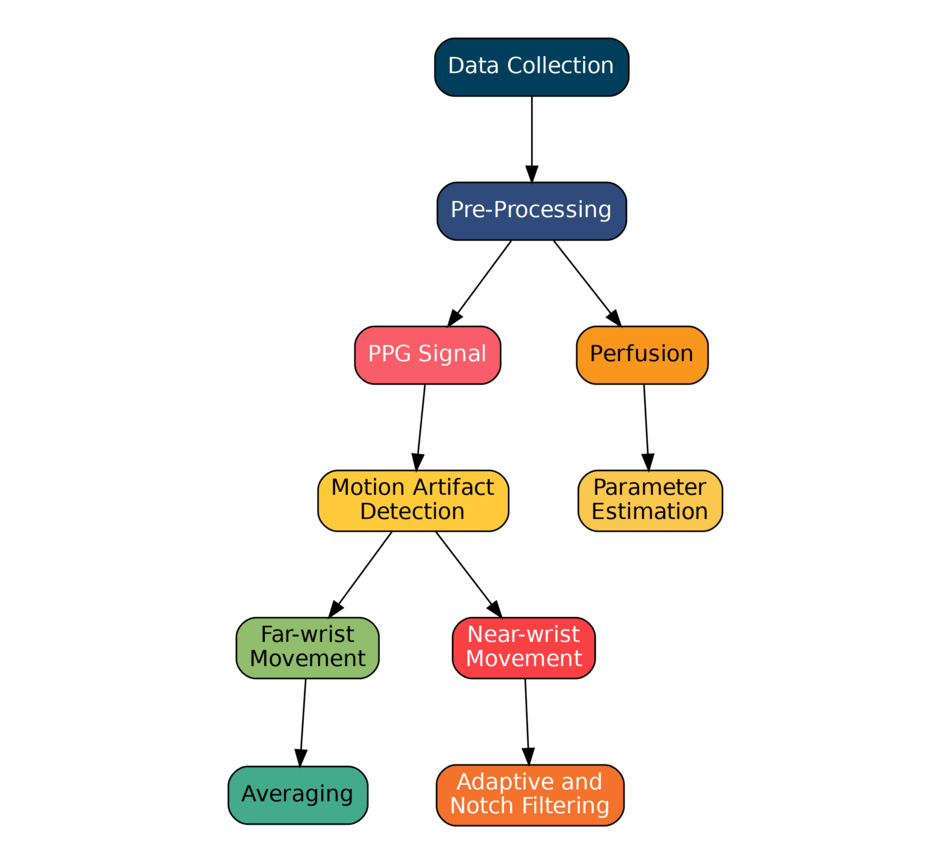 Data Collection
Pre-Processing
PPG Signal
Perfusion
Motion Artifact
Detection
Parameter
Estimation
Far-wrist
Movement
Near-wrist
Movement
Averaging
Adaptive and
Notch Filtering